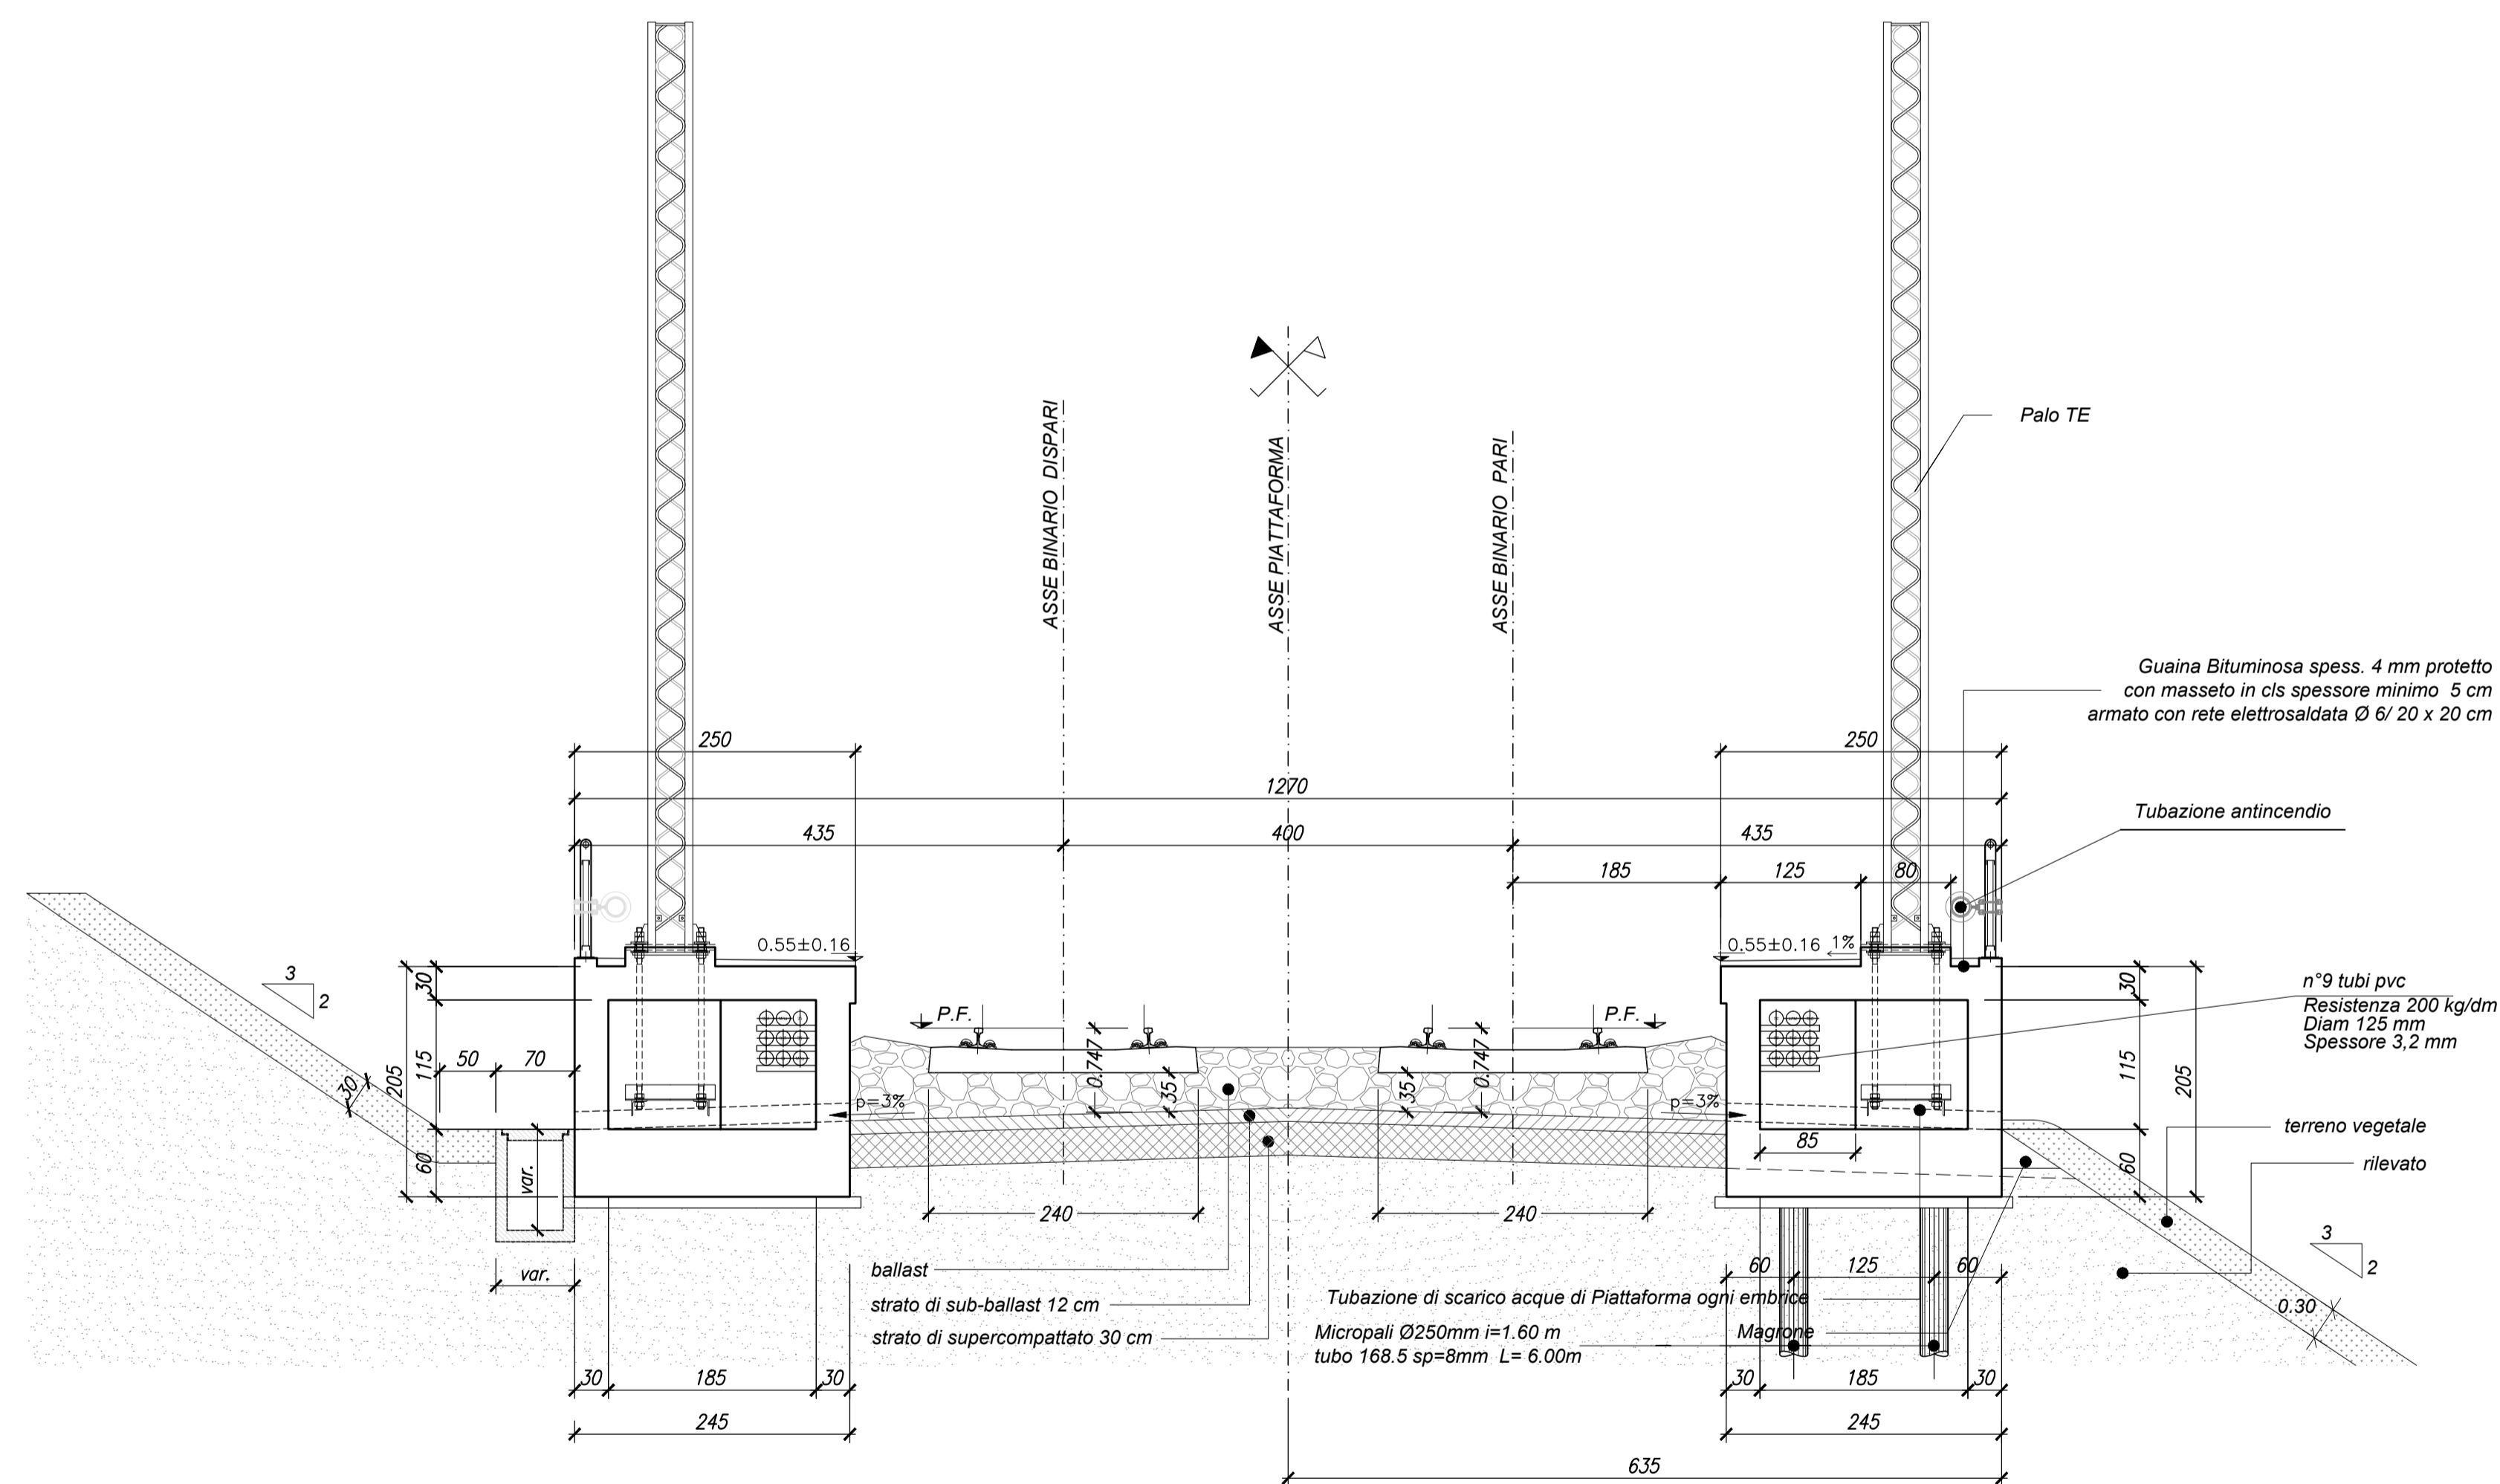 ASSE BINARIO DISPARI
ASSE PIATTAFORMA
ASSE BINARIO PARI
Palo TE
Guaina Bituminosa spess. 4 mm protetto
con masseto in cls spessore minimo 5 cm
armato con rete elettrosaldata Ø 6/ 20 x 20 cm
250
250
1270
Tubazione antincendio
435
400
435
185
125
80
0.55±0.16
0.55±0.16
1%
3
2
30
115
205
60
50
70
30
P.F.
P.F.
0.747
35
0.747
35
p=3%
p=3%
n°9 tubi pvc
Resistenza 200 kg/dm
Diam 125 mm
Spessore 3,2 mm
30
115
205
60
85
terreno vegetale
rilevato
var.
var.
240
240
3
2
0.30
ballast
strato di sub-ballast 12 cm
strato di supercompattato 30 cm
60
125
60
Tubazione di scarico acque di Piattaforma ogni embrice
Micropali Ø250mm i=1.60 m
tubo 168.5 sp=8mm L= 6.00m
Magrone
30
185
30
30
185
30
245
245
635